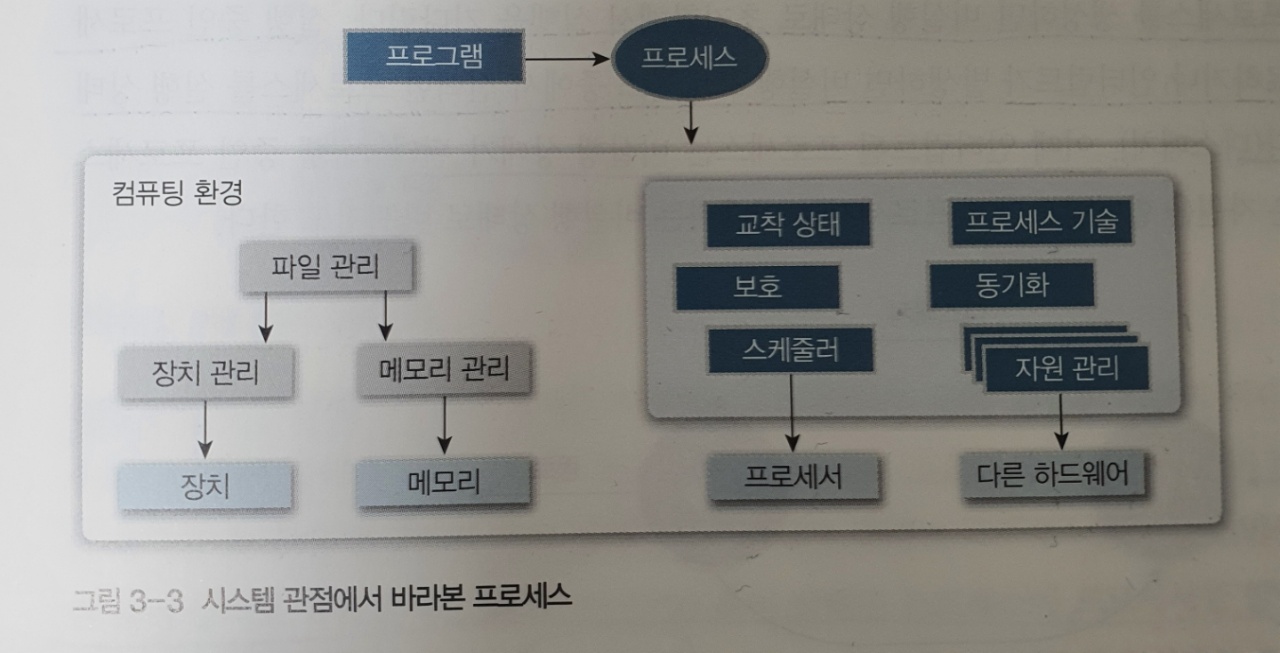 프로그램
프로세스
컴퓨팅 환경
파일 관리
장치 관리
메모리 관리
장치
메모리
교착 상태
프로세스 기술
보호
동기화
스케줄러
자원 관리
프로세서
다른 하드웨어
그림 3-3 시스템 관점에서 바라본 프로세스